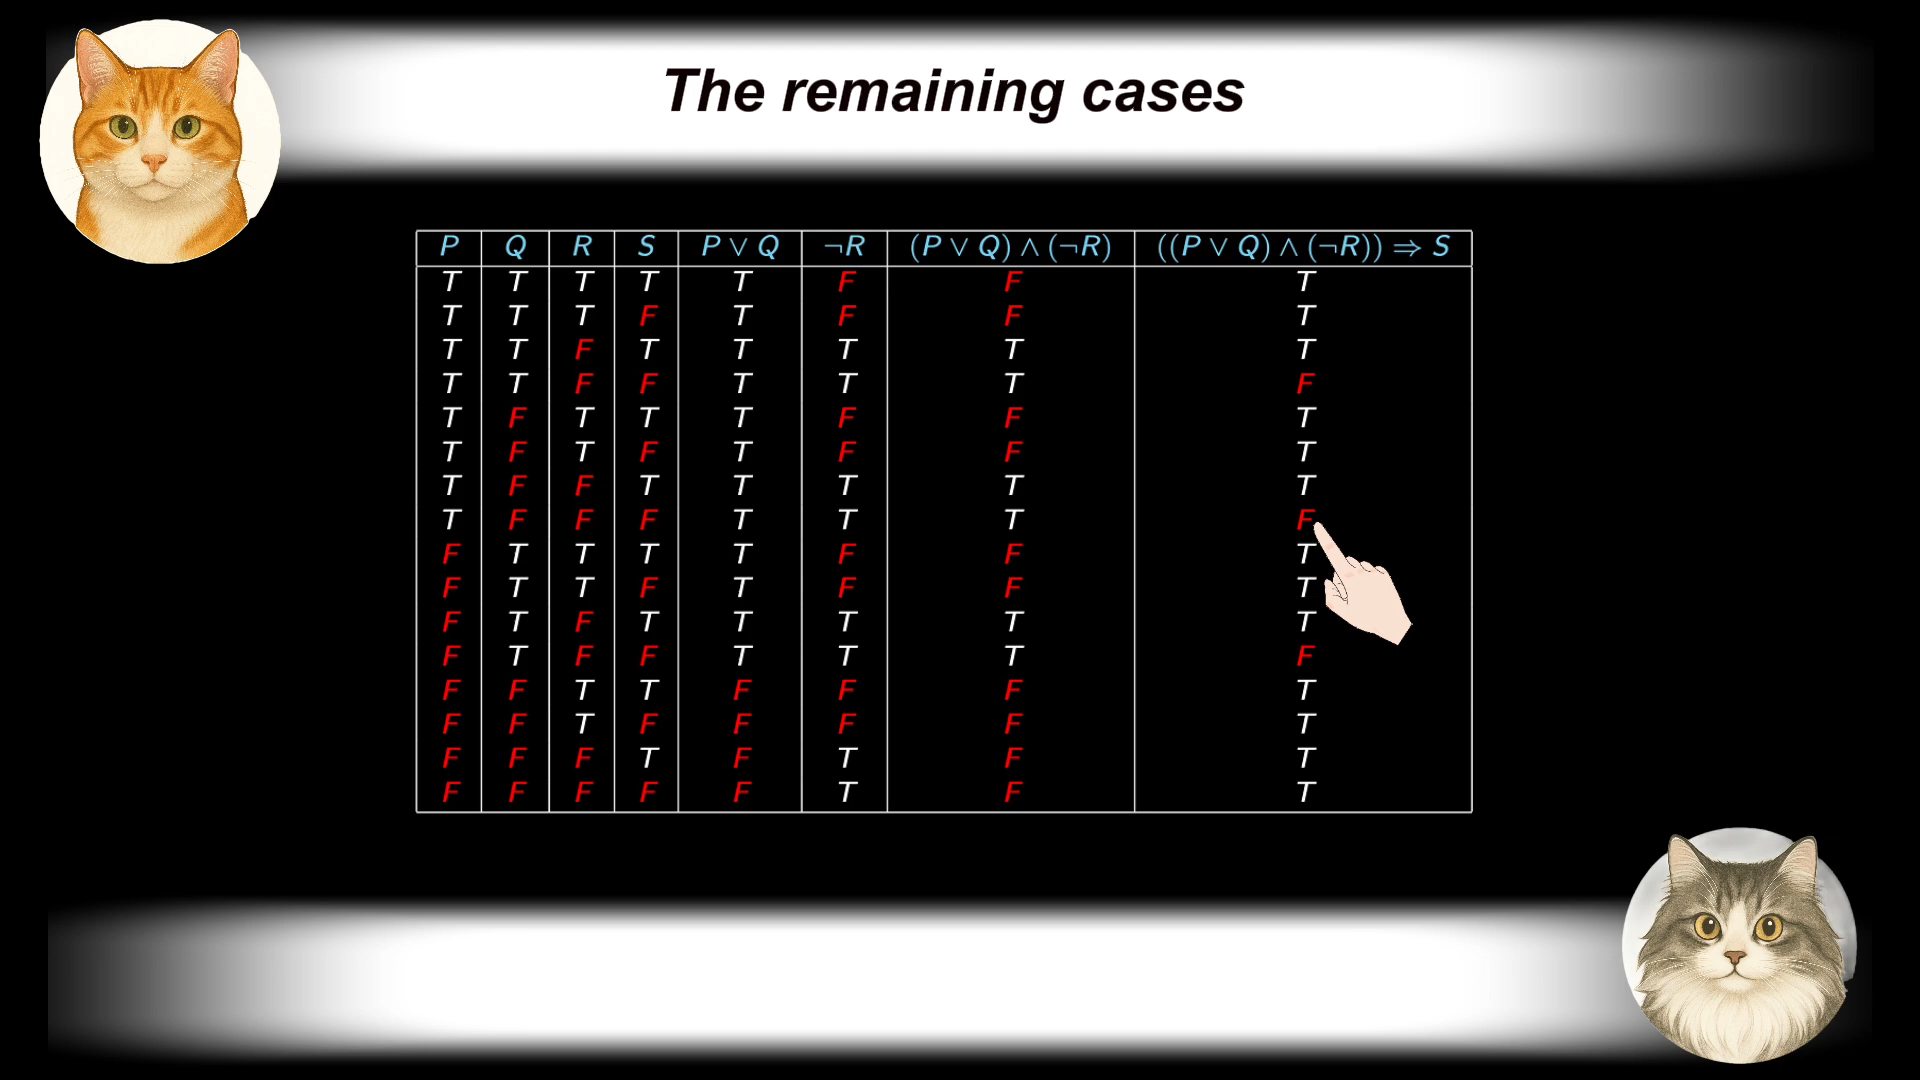 The remaining cases
P Q R S P ∨ Q ¬R (P ∨ Q) ∧ (¬R) ((P ∨ Q) ∧ (¬R)) ⇒ S
T T T T T F F T
T T T F T F F T
T T F T T T T T
T T F F T T T F
T F T T T F F T
T F T F T F F T
T F F T T T T T
T F F F T T T F
F T T T T F F T
F T T F T F F T
F T F T T T T T
F T F F T T T F
F F T T F F F T
F F T F F F F T
F F F T F T F T
F F F F F T F T